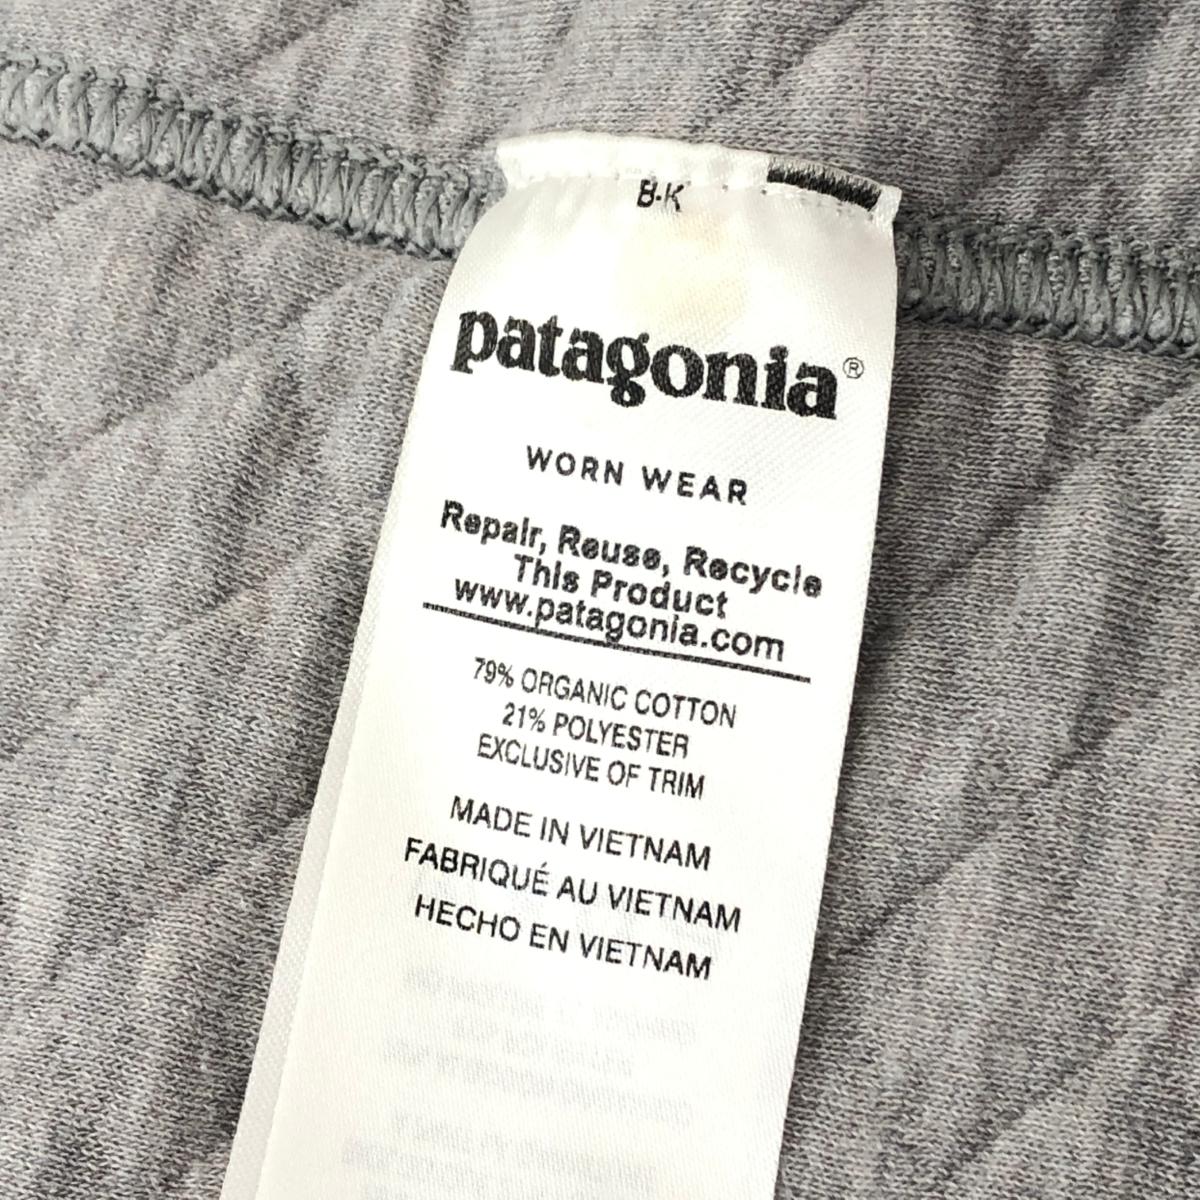 B-K
patagonia®
WORN WEAR
Repair, Reuse, Recycle
This Product
www.patagonia.com
79% ORGANIC COTTON
21% POLYESTER
EXCLUSIVE OF TRIM
MADE IN VIETNAM
FABRIQUÉ AU VIETNAM
HECHO EN VIETNAM